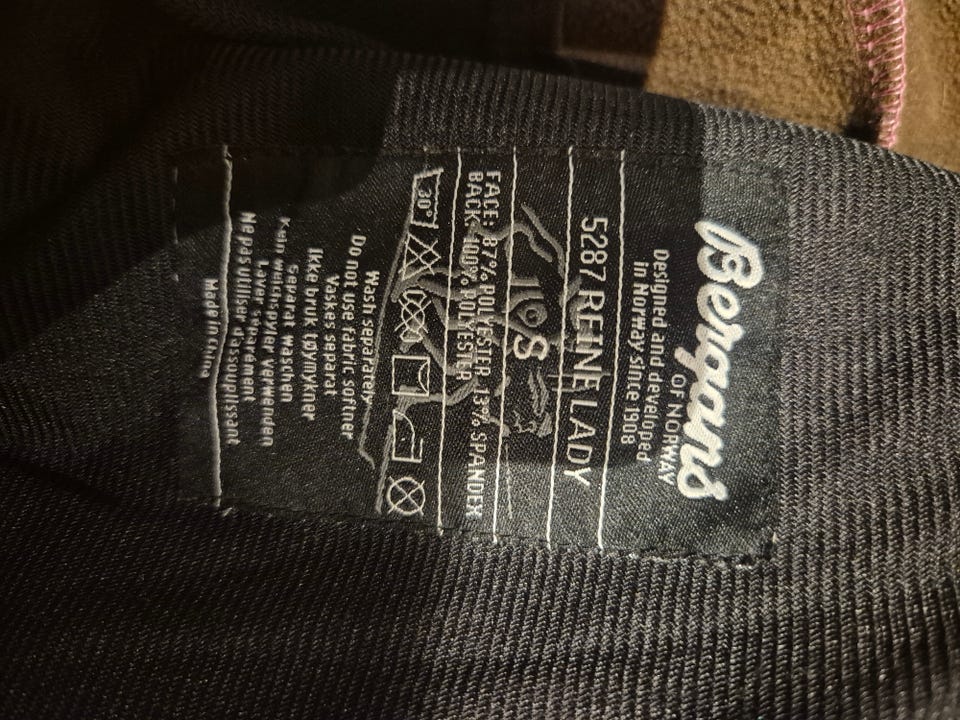 Bergans
OF NORWAY
Designed and developed
in Norway since 1908
5287 REINE LADY
S
FACE: 87% POLYESTER 13% SPANDEX
BACK: 100% POLYESTER
30°
Wash separately
Do not use fabric softner
Vaskes separat
Ikke bruk tøymykner
Separat waschen
Kein weichspyler verwenden
Laver séparément
Ne pas utiliser d'assouplissant
Made in China